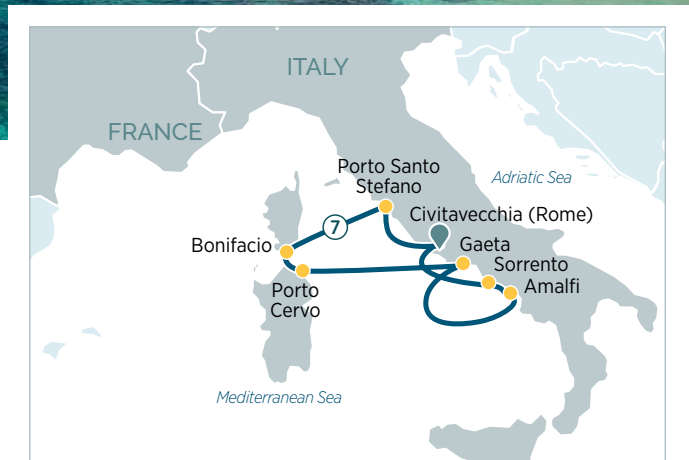 ITALY
FRANCE
Porto Santo
Stefano
Adriatic Sea
Civitavecchia (Rome)
7
Bonifacio
Gaeta
Sorrento
Amalfi
Porto
Cervo
Mediterranean Sea